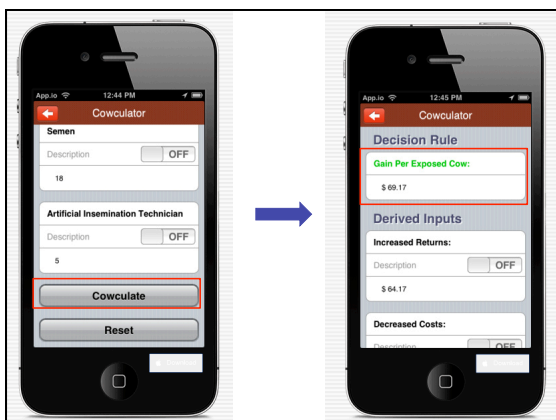 App.io 12:44 PM
Cowculator
Semen
Description OFF
18
Artificial Insemination Technician
Description OFF
5
Cowculate
Reset
App.io 12:45 PM
Cowculator
Decision Rule
Gain Per Exposed Cow:
$ 69.17
Derived Inputs
Increased Returns:
Description OFF
$ 64.17
Decreased Costs:
Description OFF